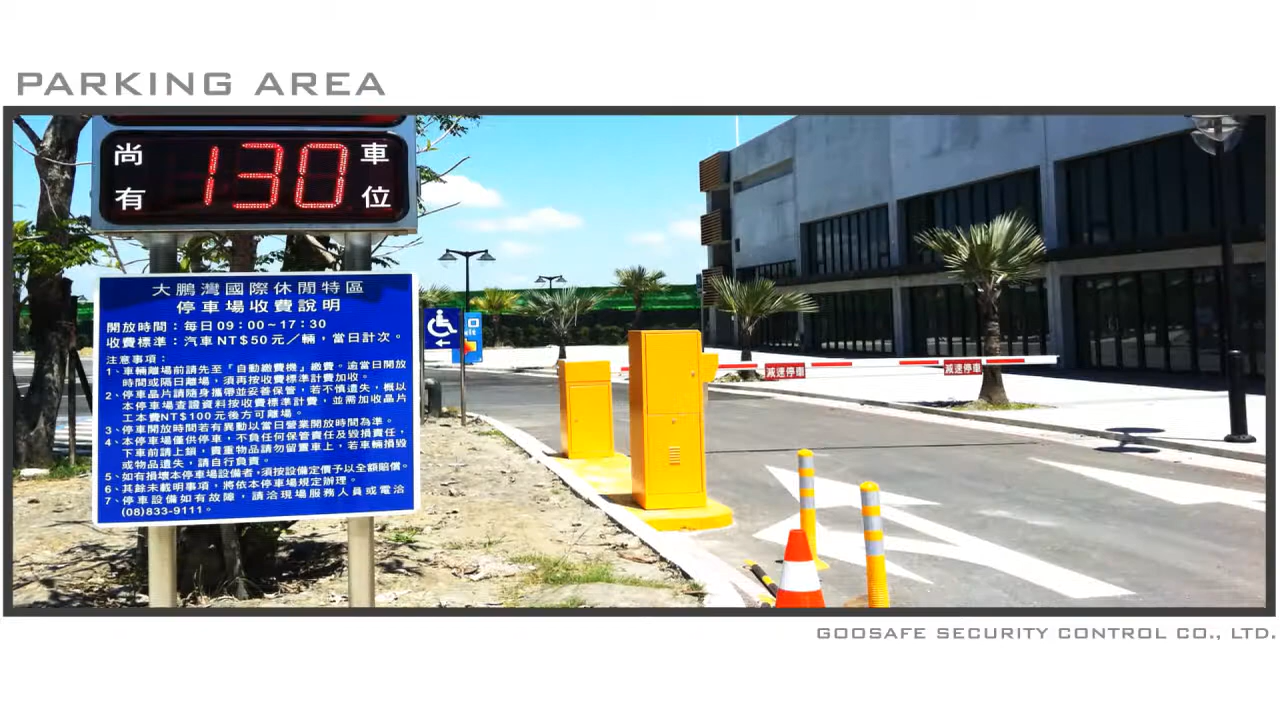 PARKING AREA
尚有 130 車位
大鵬灣國際休閒特區
停車場收費說明
開放時間：每日09：00~17：30
收費標準：汽車NT$50元／輛，當日計次。
注意事項：
1、車輛離場前請先至「自動繳費機」繳費。逾當日開放
時間或隔日離場，須再按收費標準計費加收。
2、停車晶片請隨身攜帶並妥善保管，若不慎遺失，概以
本停車場查證資料按收費標準計費，並需加收晶片
工本費NT$100元後方可離場。
3、停車開放時間若有異動以當日營業開放時間為準。
4、本停車場僅供停車，不負任何保管責任及毀損責任，
下車前請上鎖，貴重物品請勿留置車上，若車輛損毀
或物品遺失，請自行負責。
5、如有損壞本停車場設備者，須按設備定價予以全額賠償。
6、其餘未載明事項，將依本停車場規定辦理。
7、停車設備如有故障，請洽現場服務人員或電洽
(08)833-9111。
減速停車
減速停車
GODSAFE SECURITY CONTROL CO., LTD.